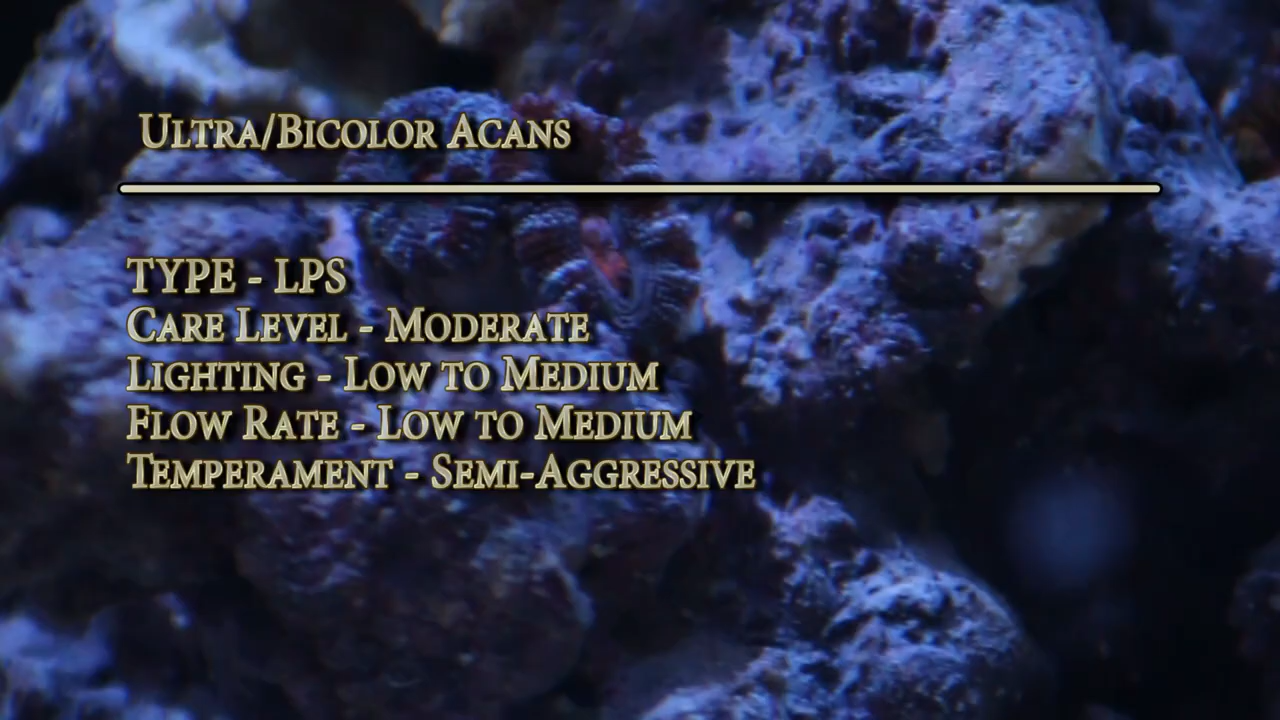 Ultra/Bicolor Acans
TYPE - LPS
Care Level - Moderate
Lighting - Low to Medium
Flow Rate - Low to Medium
Temperament - Semi-Aggressive